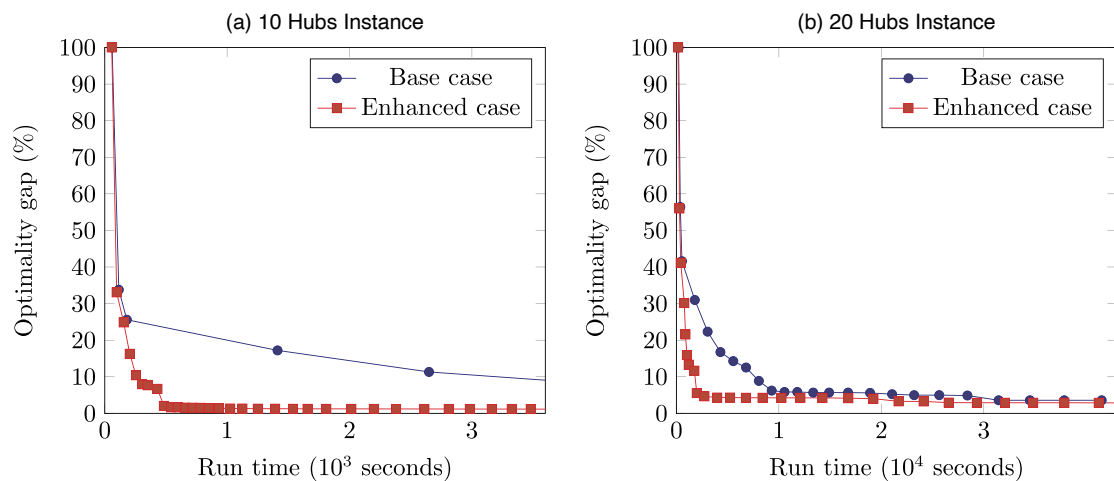 (a) 10 Hubs Instance
100
90
80
70
60
50
40
30
20
10
0
Optimality gap (%)
Base case
Enhanced case
0 1 2 3
Run time (10³ seconds)
(b) 20 Hubs Instance
100
90
80
70
60
50
40
30
20
10
0
Optimality gap (%)
Base case
Enhanced case
0 1 2 3
Run time (10⁴ seconds)